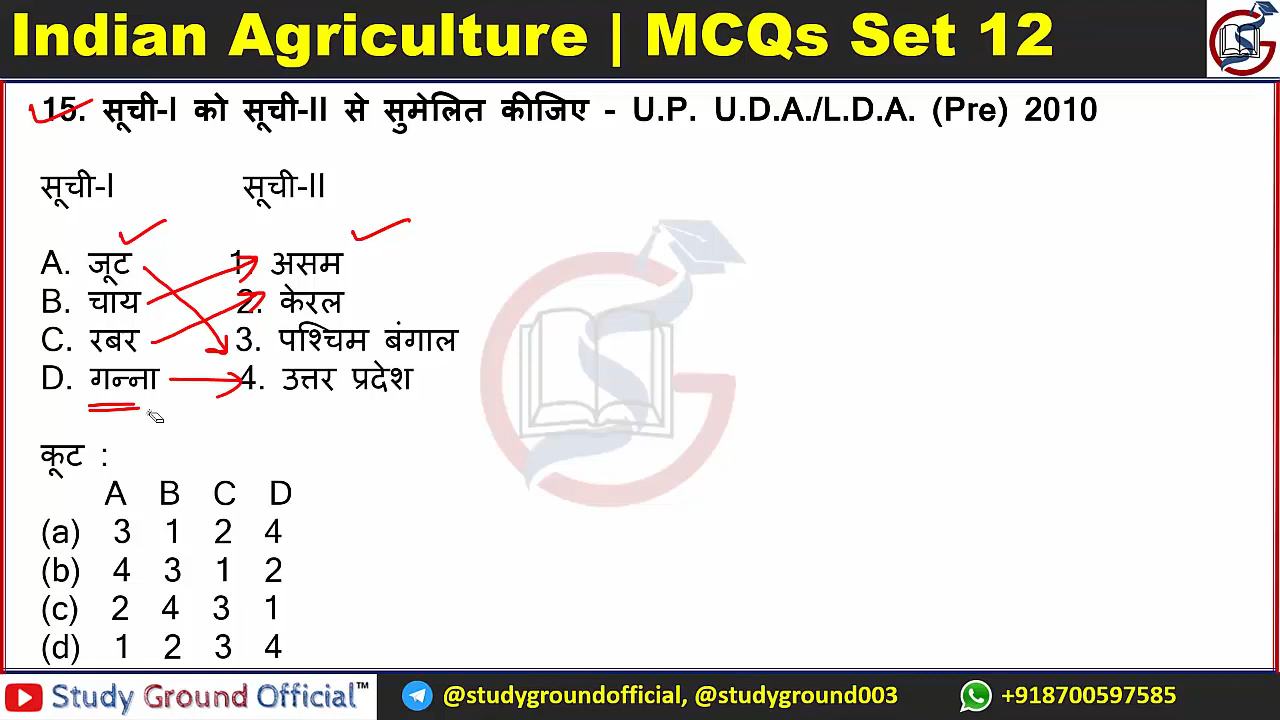 Indian Agriculture | MCQs Set 12
15. सूची-I को सूची-II से सुमेलित कीजिए - U.P. U.D.A./L.D.A. (Pre) 2010
सूची-I सूची-II
A. जूट 1. असम
B. चाय 2. केरल
C. रबर 3. पश्चिम बंगाल
D. गन्ना 4. उत्तर प्रदेश
कूट :
A B C D
(a) 3 1 2 4
(b) 4 3 1 2
(c) 2 4 3 1
(d) 1 2 3 4
Study Ground Official™ @studygroundofficial, @studyground003 +918700597585